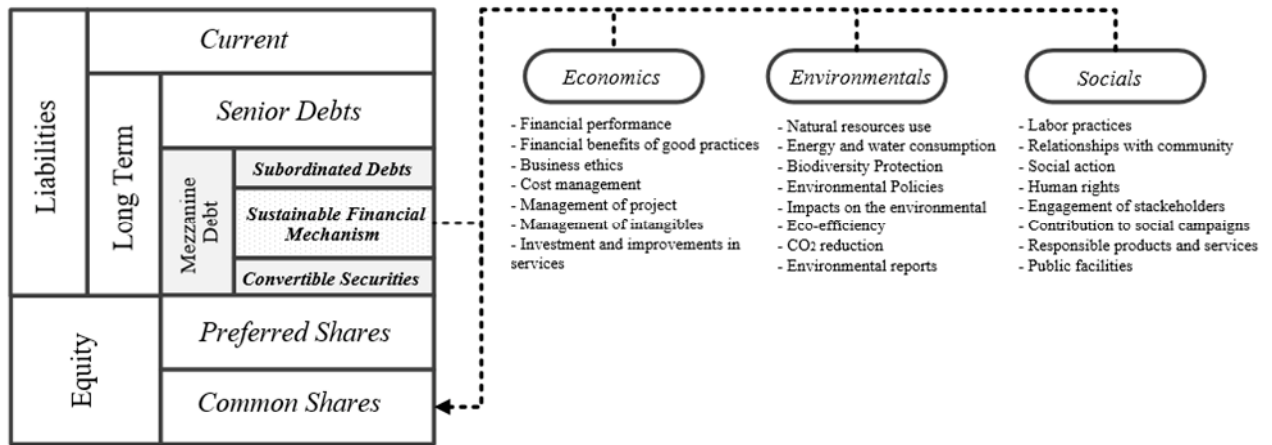 Liabilities
Current
Long Term
Senior Debts
Mezzanine
Debt
Subordinated Debts
Sustainable Financial
Mechanism
Convertible Securities
Equity
Preferred Shares
Common Shares
Economics
- Financial performance
- Financial benefits of good practices
- Business ethics
- Cost management
- Management of project
- Management of intangibles
- Investment and improvements in
services
Environmentals
- Natural resources use
- Energy and water consumption
- Biodiversity Protection
- Environmental Policies
- Impacts on the environmental
- Eco-efficiency
- CO2 reduction
- Environmental reports
Socials
- Labor practices
- Relationships with community
- Social action
- Human rights
- Engagement of stackeholders
- Contribution to social campaigns
- Responsible products and services
- Public facilities